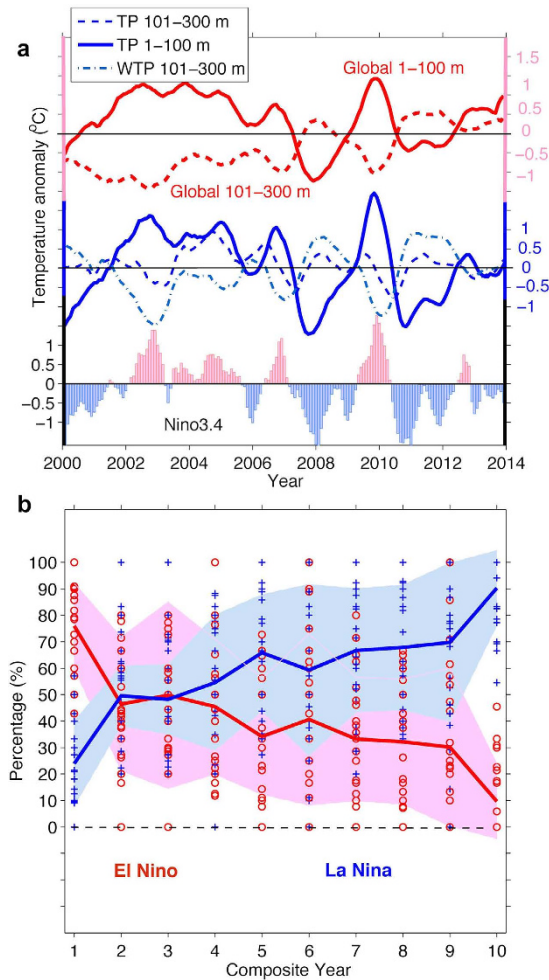 a
TP 101–300 m
TP 1–100 m
WTP 101–300 m
Global 1–100 m
Global 101–300 m
Temperature anomaly (⁰C)
1.5
1
0.5
0
−0.5
−1
1
0.5
0
−0.5
−1
1
0.5
0
−0.5
−1
Nino3.4
2000 2002 2004 2006 2008 2010 2012 2014
Year
b
Percentage (%)
100
90
80
70
60
50
40
30
20
10
0
El Nino La Nina
1 2 3 4 5 6 7 8 9 10
Composite Year